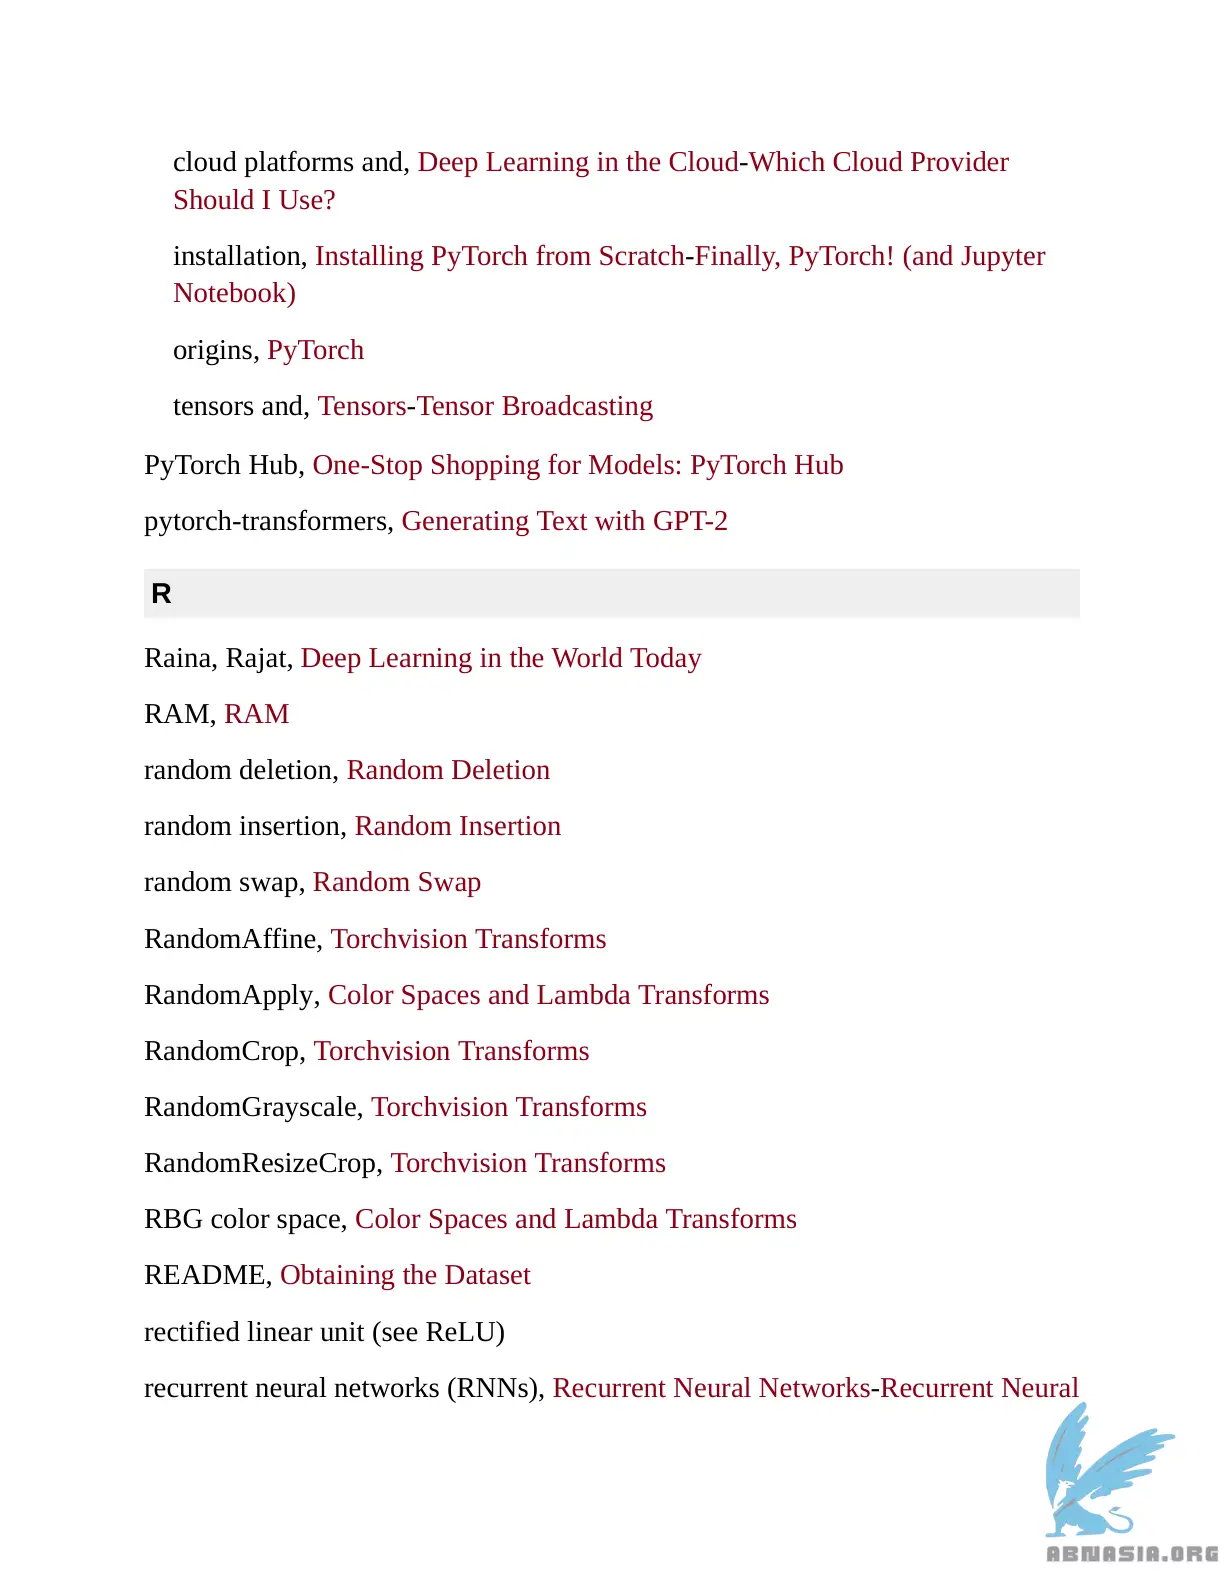 cloud platforms and, Deep Learning in the Cloud-Which Cloud Provider
Should I Use?
installation, Installing PyTorch from Scratch-Finally, PyTorch! (and Jupyter
Notebook)
origins, PyTorch
tensors and, Tensors-Tensor Broadcasting
PyTorch Hub, One-Stop Shopping for Models: PyTorch Hub
pytorch-transformers, Generating Text with GPT-2
R
Raina, Rajat, Deep Learning in the World Today
RAM, RAM
random deletion, Random Deletion
random insertion, Random Insertion
random swap, Random Swap
RandomAffine, Torchvision Transforms
RandomApply, Color Spaces and Lambda Transforms
RandomCrop, Torchvision Transforms
RandomGrayscale, Torchvision Transforms
RandomResizeCrop, Torchvision Transforms
RBG color space, Color Spaces and Lambda Transforms
README, Obtaining the Dataset
rectified linear unit (see ReLU)
recurrent neural networks (RNNs), Recurrent Neural Networks-Recurrent Neural
ABNASIA.ORG